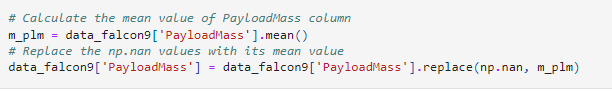 # Calculate the mean value of PayloadMass column
m_plm = data_falcon9['PayloadMass'].mean()
# Replace the np.nan values with its mean value
data_falcon9['PayloadMass'] = data_falcon9['PayloadMass'].replace(np.nan, m_plm)